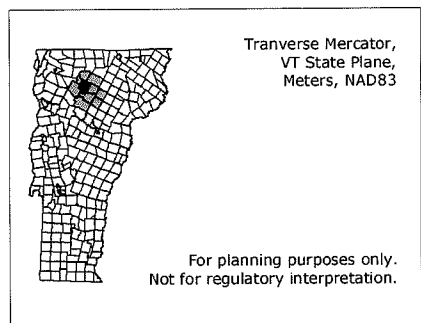 Tranverse Mercator,
VT State Plane,
Meters, NAD83
For planning purposes only.
Not for regulatory interpretation.